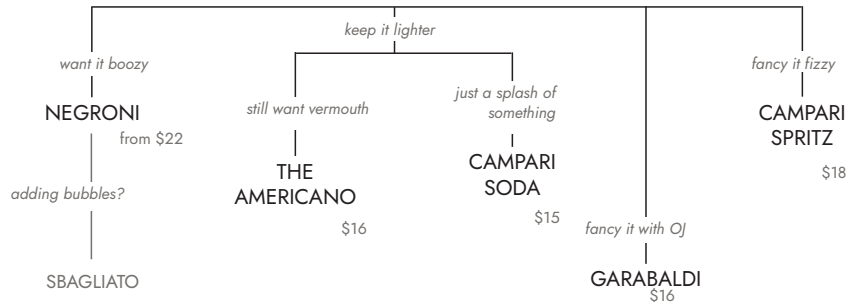 keep it lighter
want it boozy
fancy it fizzy
NEGRONI
from $22
still want vermouth
just a splash of
something
CAMPARI
SPRITZ
$18
THE
AMERICANO
$16
CAMPARI
SODA
$15
adding bubbles?
fancy it with OJ
SBAGLIATO
GARABALDI
$16